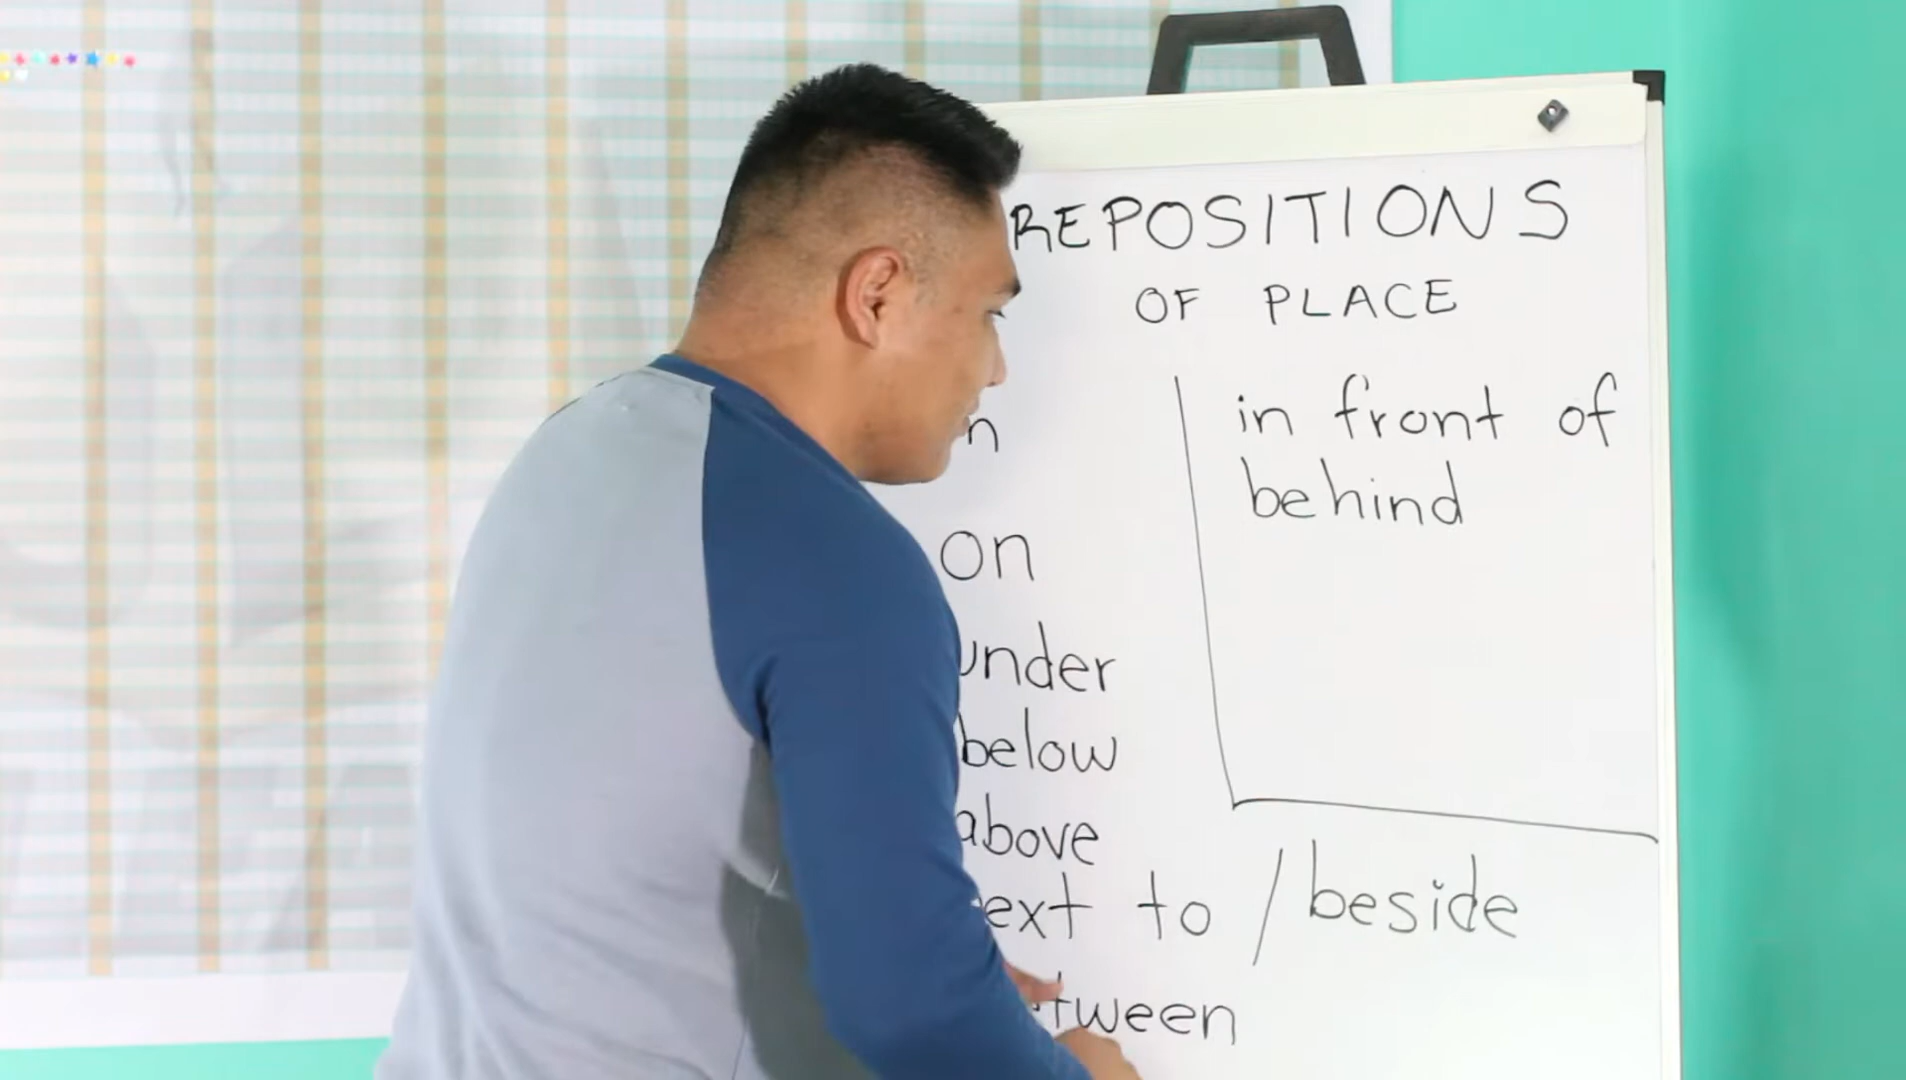 REPOSITIONS
OF PLACE
n
on
under
below
above
ext to / beside
tween
in front of
behind